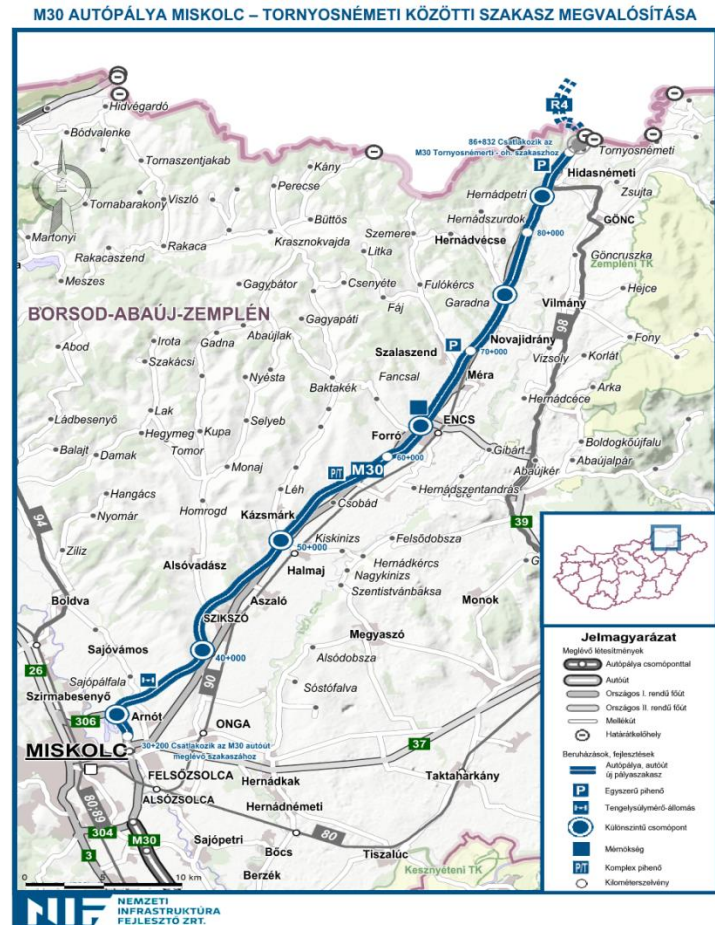 M30 AUTÓPÁLYA MISKOLC – TORNYOSNÉMETI KÖZÖTTI SZAKASZ MEGVALÓSÍTÁSA
Hidvégardó
R4
Bódvalenke
86+832 Csatlakozik az
M30 Tornyosnémerti - oh. szakaszhoz
Tornyosnémeti
Tornaszentjakab
Kány
P
Hidasnémeti
Perecse
Zsujta
Tornabarakony
Viszló
Hernádpetri
Büttös
Hernádszurdok
GÖNC
Martonyi
Rakaca
Szemere
Hernádvécse
80+000
Rakacaszend
Krasznokvajda
Litka
Göncruszka
Zempléni TK
Meszes
Gagybátor
Csenyéte
Fulókércs
Hejce
Fáj
Garadna
BORSOD-ABAÚJ-ZEMPLÉN
Gagyapáti
Vilmány
98
Irota
Gadna
Abaújlak
Novajidrány
Fony
Abod
Szakácsi
Szalaszend
P
70+000
Vizsoly
Korlát
Nyésta
Fancsal
Méra
Baktakék
Arka
Lak
Hernádcéce
Ládbesenyő
Selyeb
Hegymeg
Kupa
Forró
ENCS
Boldogkőújfalu
Balajt
Damak
Tomor
Gibárt
Abaújalpár
Monaj
60+000
Abaújkér
P/T
M30
Hangács
Léh
Hernádszentandrás
Csobád
Nyomár
Homrogd
94
Kázsmárk
39
Kiskinizs
Felsődobsza
Ziliz
50+000
Alsóvadász
Halmaj
Hernádkércs
Nagykinizs
Boldva
Aszaló
Szentistvánbáksa
Monok
SZIKSZÓ
Megyaszó
Sajóvámos
Alsódobsza
26
40+000
Sajópálfala
90
Sóstófalva
Szirmabesenyő
306
Arnót
ONGA
37
30+200 Csatlakozik az M30 autóút
meglévő szakaszához
MISKOLC
Taktaharkány
FELSŐZSOLCA
Hernádkak
ALSÓZSOLCA
80;89
Hernádnémeti
80
304
M30
Sajópetri
Bőcs
Tiszalúc
3
Berzék
Kesznyéteni TK
0
5
10 km
Jelmagyarázat
Meglévő létesítmények
Autópálya csomóponttal
Autóút
Országos I. rendű főút
Országos II. rendű főút
Mellékút
Határátkelőhely
Beruházások, fejlesztések
Autópálya, autóút
új pályaszakasz
P
Egyszerű pihenő
Tengelysúlymérő-állomás
Különszintű csomópont
Mérnökség
P/T
Komplex pihenő
Kilométerszelvény
NIF
NEMZETI
INFRASTRUKTÚRA
FEJLESZTŐ ZRT.